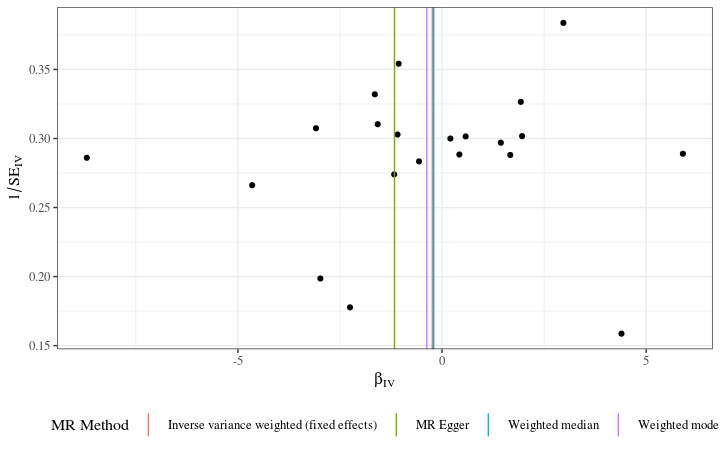 0.35
0.30
0.25
0.20
0.15
1/SE_IV
-5 0 5
β_IV
MR Method Inverse variance weighted (fixed effects) MR Egger Weighted median Weighted mode